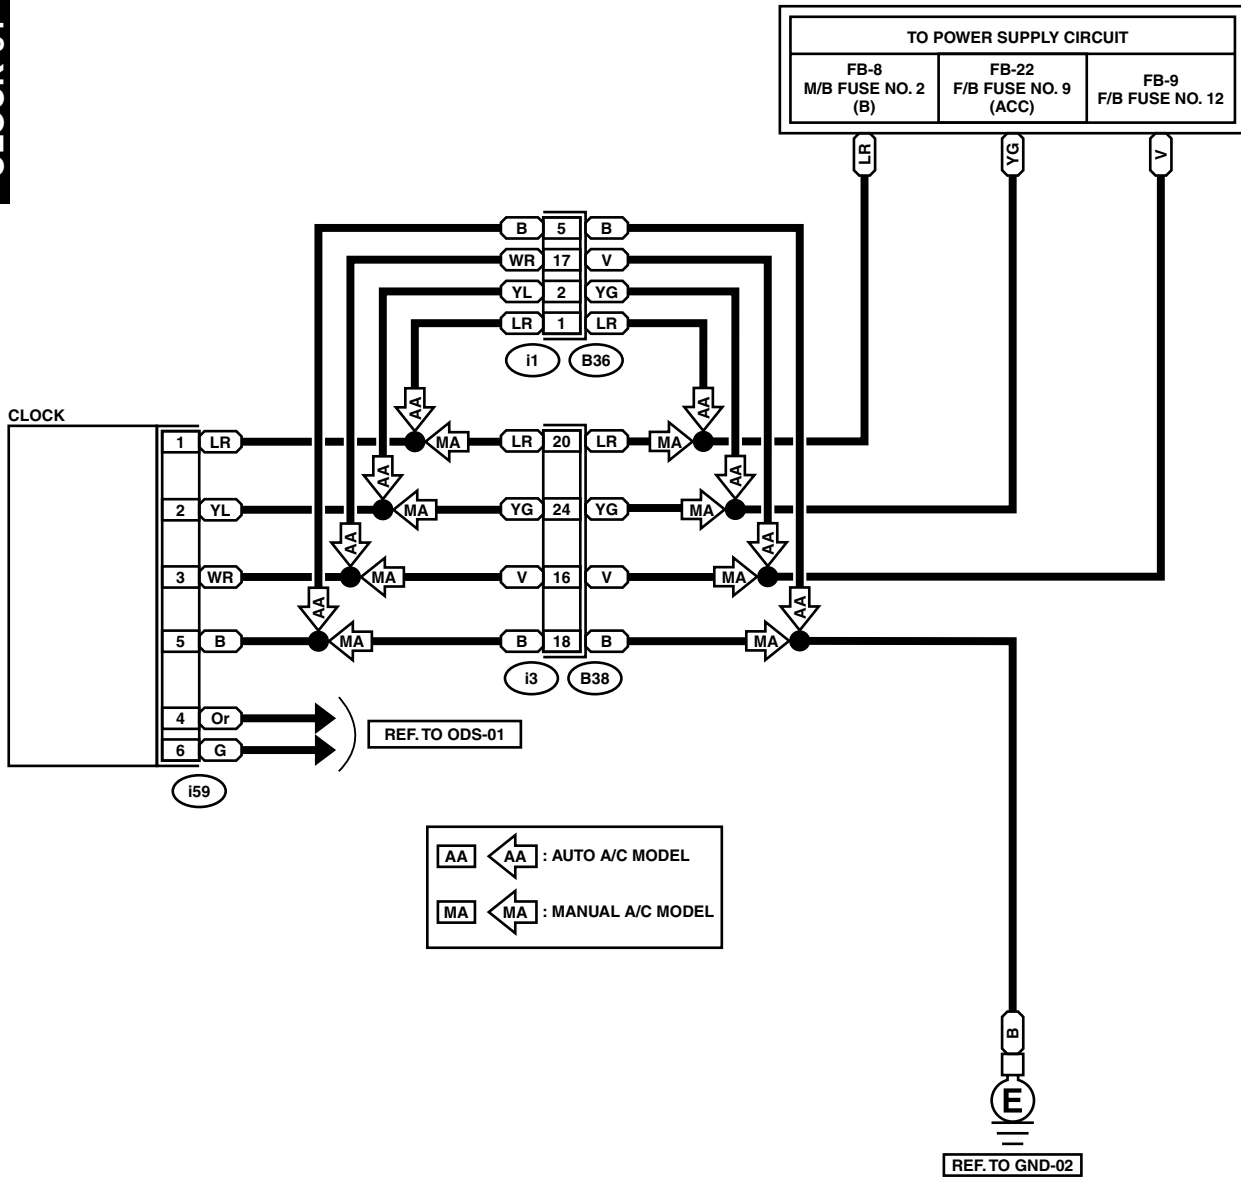 TO POWER SUPPLY CIRCUIT
FB-8
M/B FUSE NO. 2
(B)
FB-22
F/B FUSE NO. 9
(ACC)
FB-9
F/B FUSE NO. 12
LR
YG
V
B 5 B
WR 17 V
YL 2 YG
LR 1 LR
i1 B36
AA AA
CLOCK
1 LR MA LR 20 LR MA
AA AA
2 YL MA YG 24 YG MA
AA AA
3 WR MA V 16 V MA
AA AA
5 B MA B 18 B MA
i3 B38
4 Or
6 G
REF. TO ODS-01
i59
AA AA : AUTO A/C MODEL
MA MA : MANUAL A/C MODEL
B
E
REF. TO GND-02